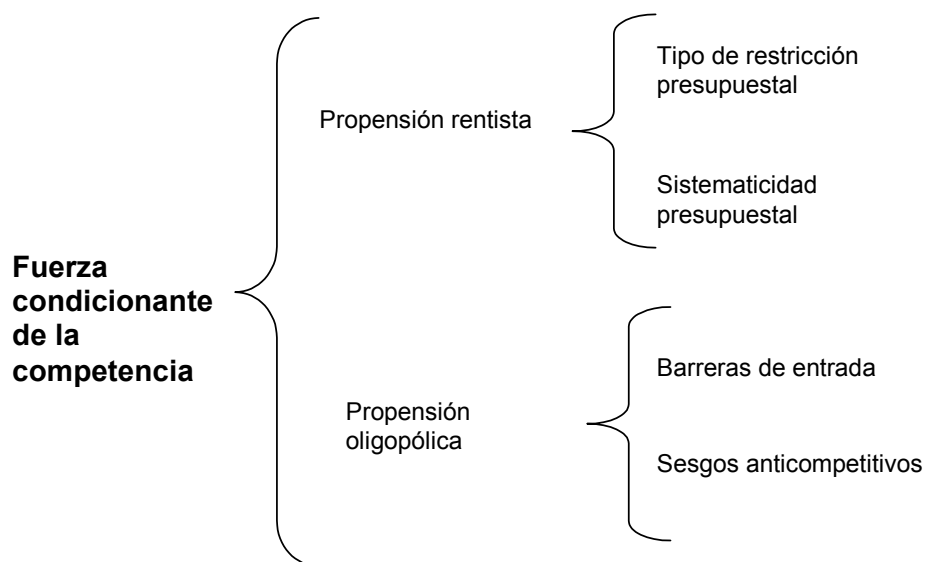 Fuerza
condicionante
de la
competencia
Propensión rentista
Tipo de restricción
presupuestal
Sistematicidad
presupuestal
Propensión
oligopólica
Barreras de entrada
Sesgos anticompetitivos